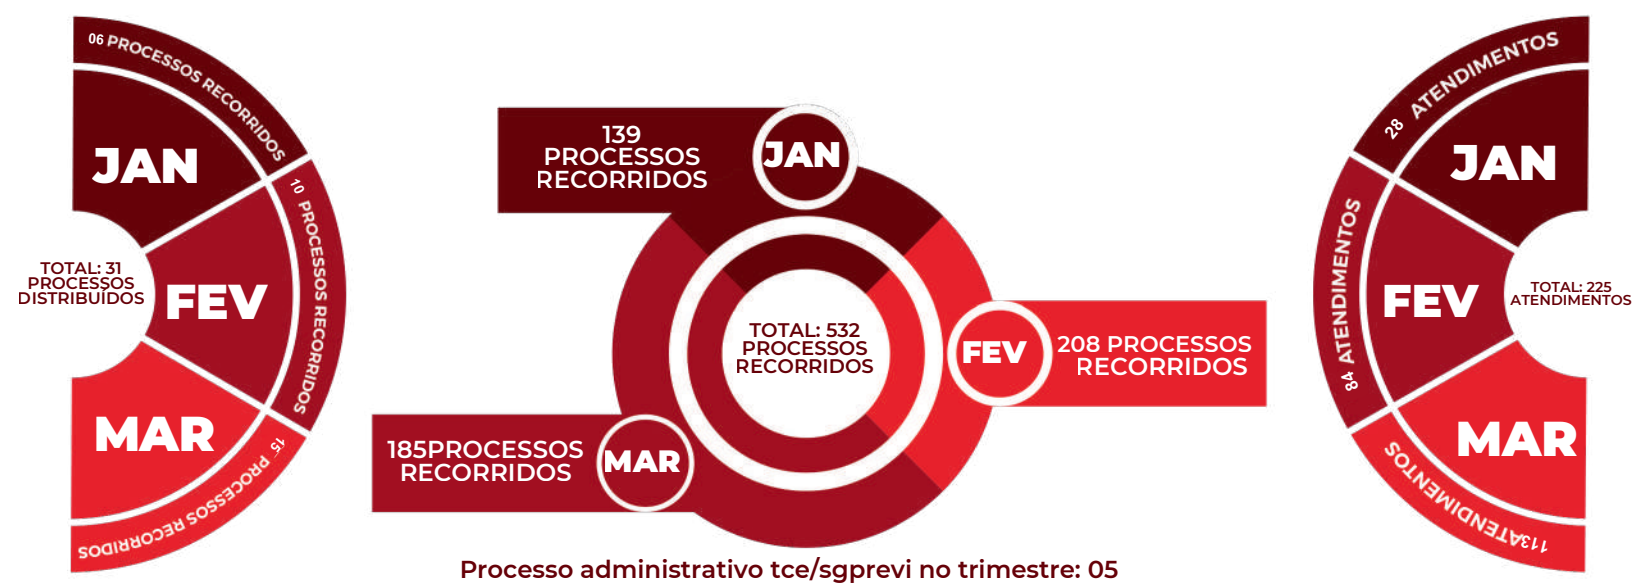 06 PROCESSOS RECORRIDOS
JAN
10 PROCESSOS RECORRIDOS
FEV
TOTAL: 31
PROCESSOS
DISTRIBUÍDOS
MAR
15 PROCESSOS RECORRIDOS
139
PROCESSOS
RECORRIDOS
JAN
TOTAL: 532
PROCESSOS
RECORRIDOS
FEV
208 PROCESSOS
RECORRIDOS
185PROCESSOS
RECORRIDOS
MAR
28 ATENDIMENTOS
JAN
84 ATENDIMENTOS
FEV
TOTAL: 225
ATENDIMENTOS
MAR
113ATENDIMENTOS
Processo administrativo tce/sgprevi no trimestre: 05